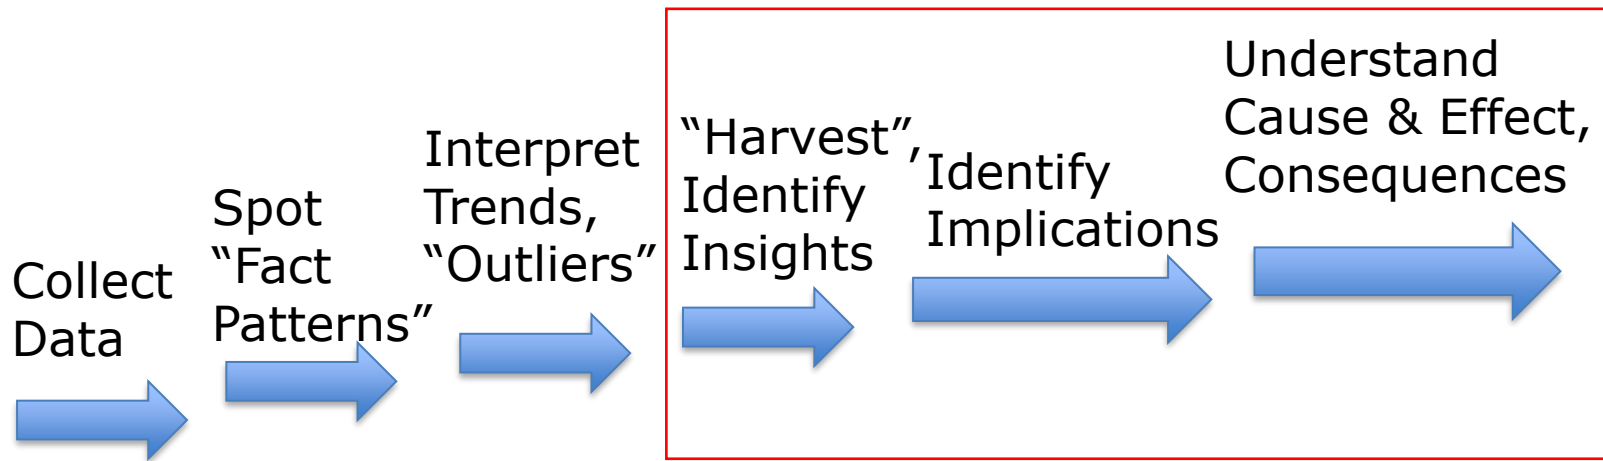 Collect
Data
Spot
“Fact
Patterns”
Interpret
Trends,
“Outliers”
“Harvest”,
Identify
Insights
Identify
Implications
Understand
Cause & Effect,
Consequences